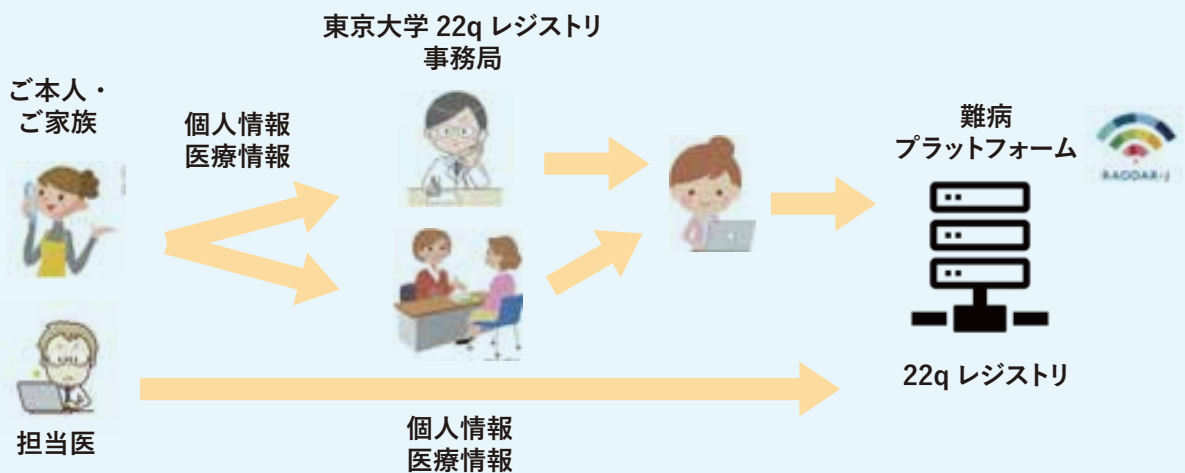 東京大学 22q レジストリ
事務局
ご本人・
ご家族
個人情報
医療情報
難病
プラットフォーム
RADDAR-J
22q レジストリ
担当医
個人情報
医療情報